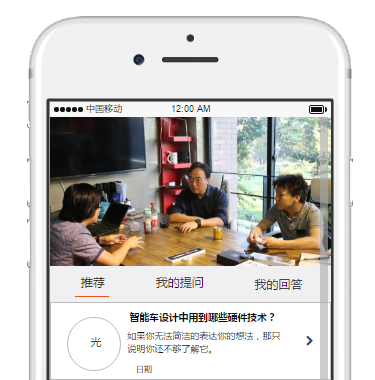 中国移动 12:00 AM
推荐 我的提问 我的回答
智能车设计中用到哪些硬件技术？
光
如果你无法简洁的表达你的想法，那只
说明你还不够了解它。
日期